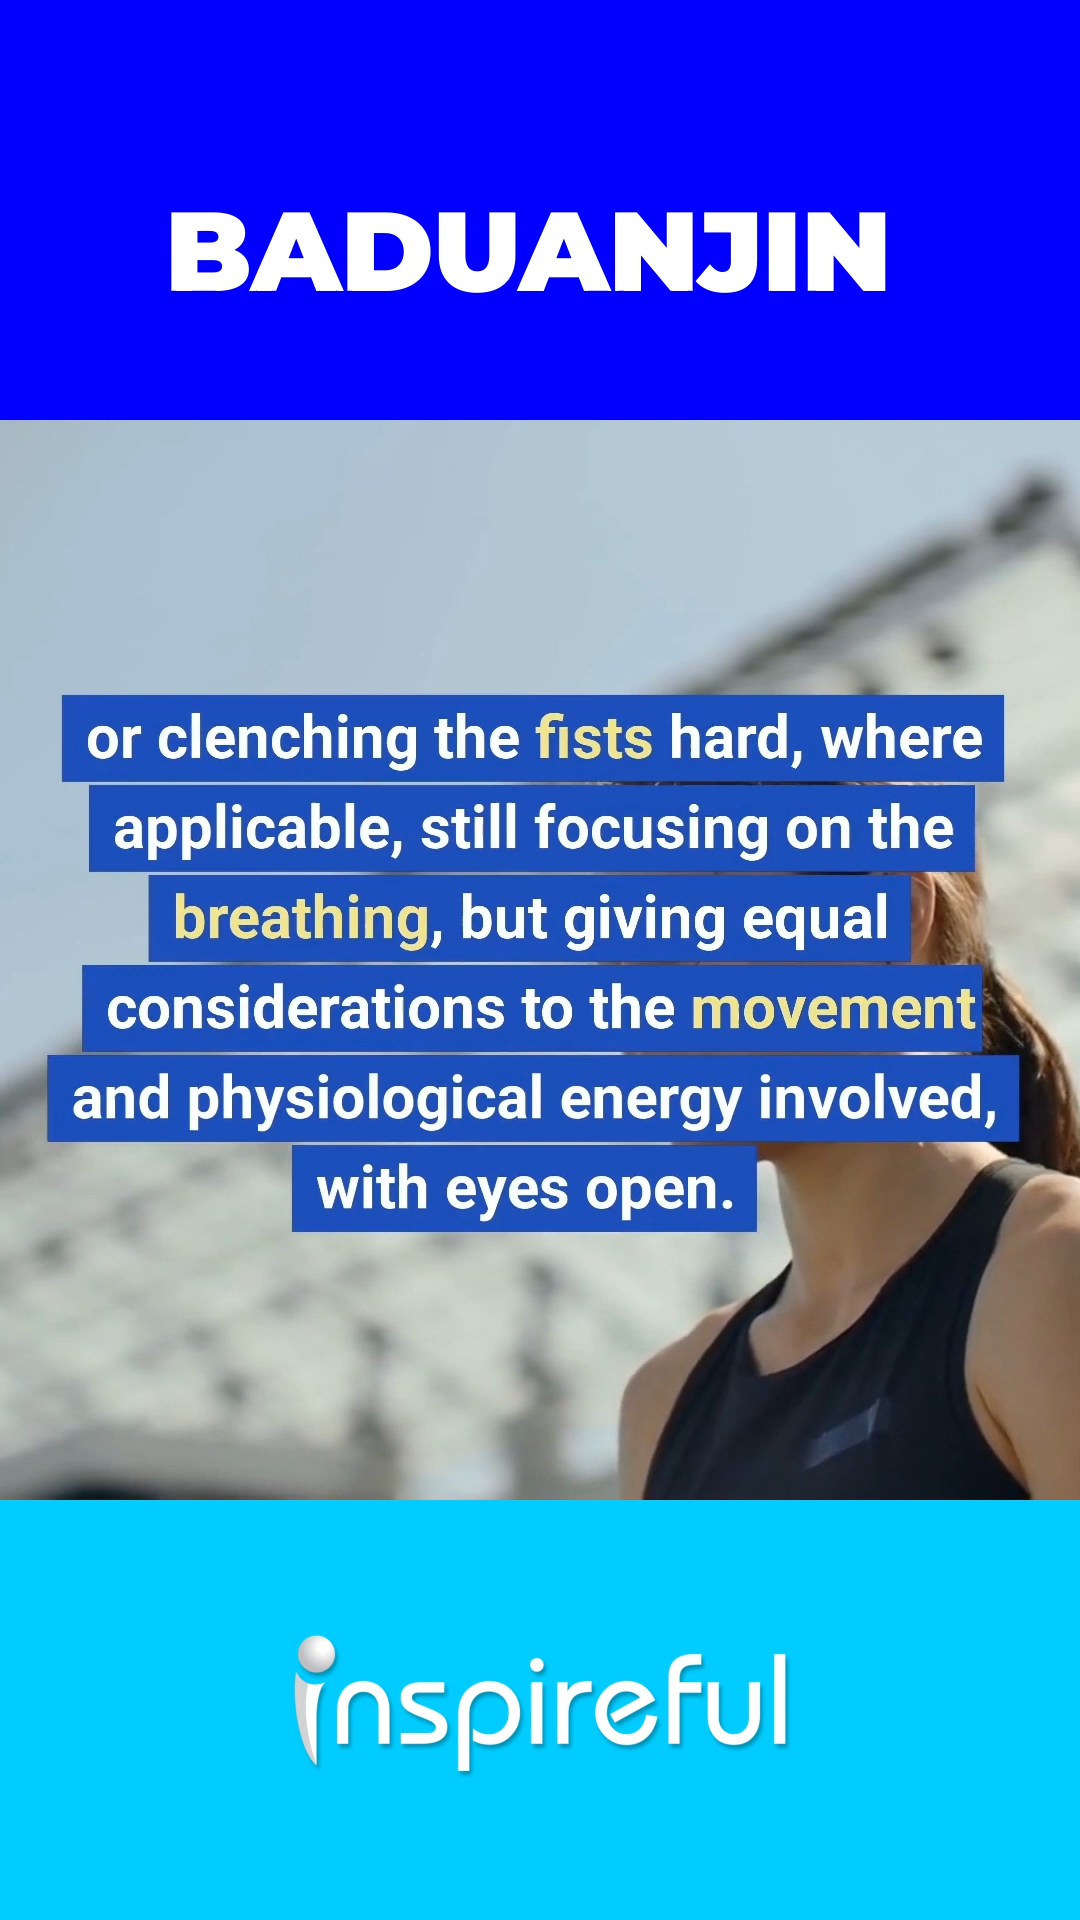 BADUANJIN
or clenching the fists hard, where
applicable, still focusing on the
breathing, but giving equal
considerations to the movement
and physiological energy involved,
with eyes open.
inspireful